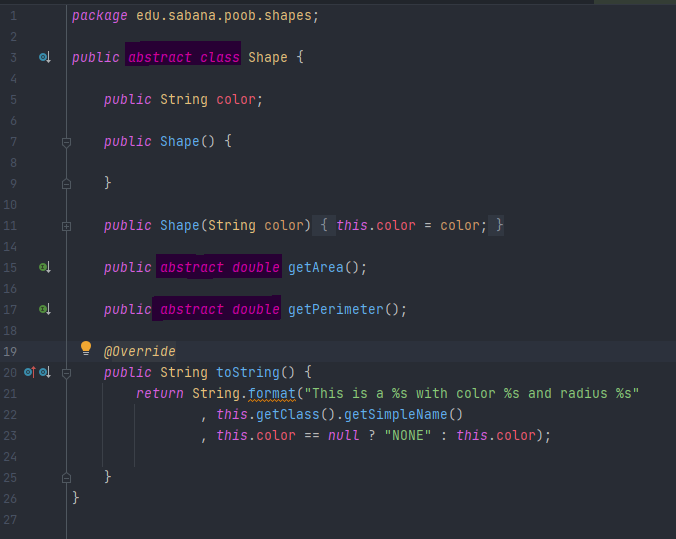 1 package edu.sabana.poob.shapes;
2
3 public abstract class Shape {
4
5 public String color;
6
7 public Shape() {
8
9 }
10
11 public Shape(String color) { this.color = color; }
14
15 public abstract double getArea();
16
17 public abstract double getPerimeter();
18
19 @Override
20 public String toString() {
21 return String.format("This is a %s with color %s and radius %s"
22 , this.getClass().getSimpleName()
23 , this.color == null ? "NONE" : this.color);
24
25 }
26 }
27